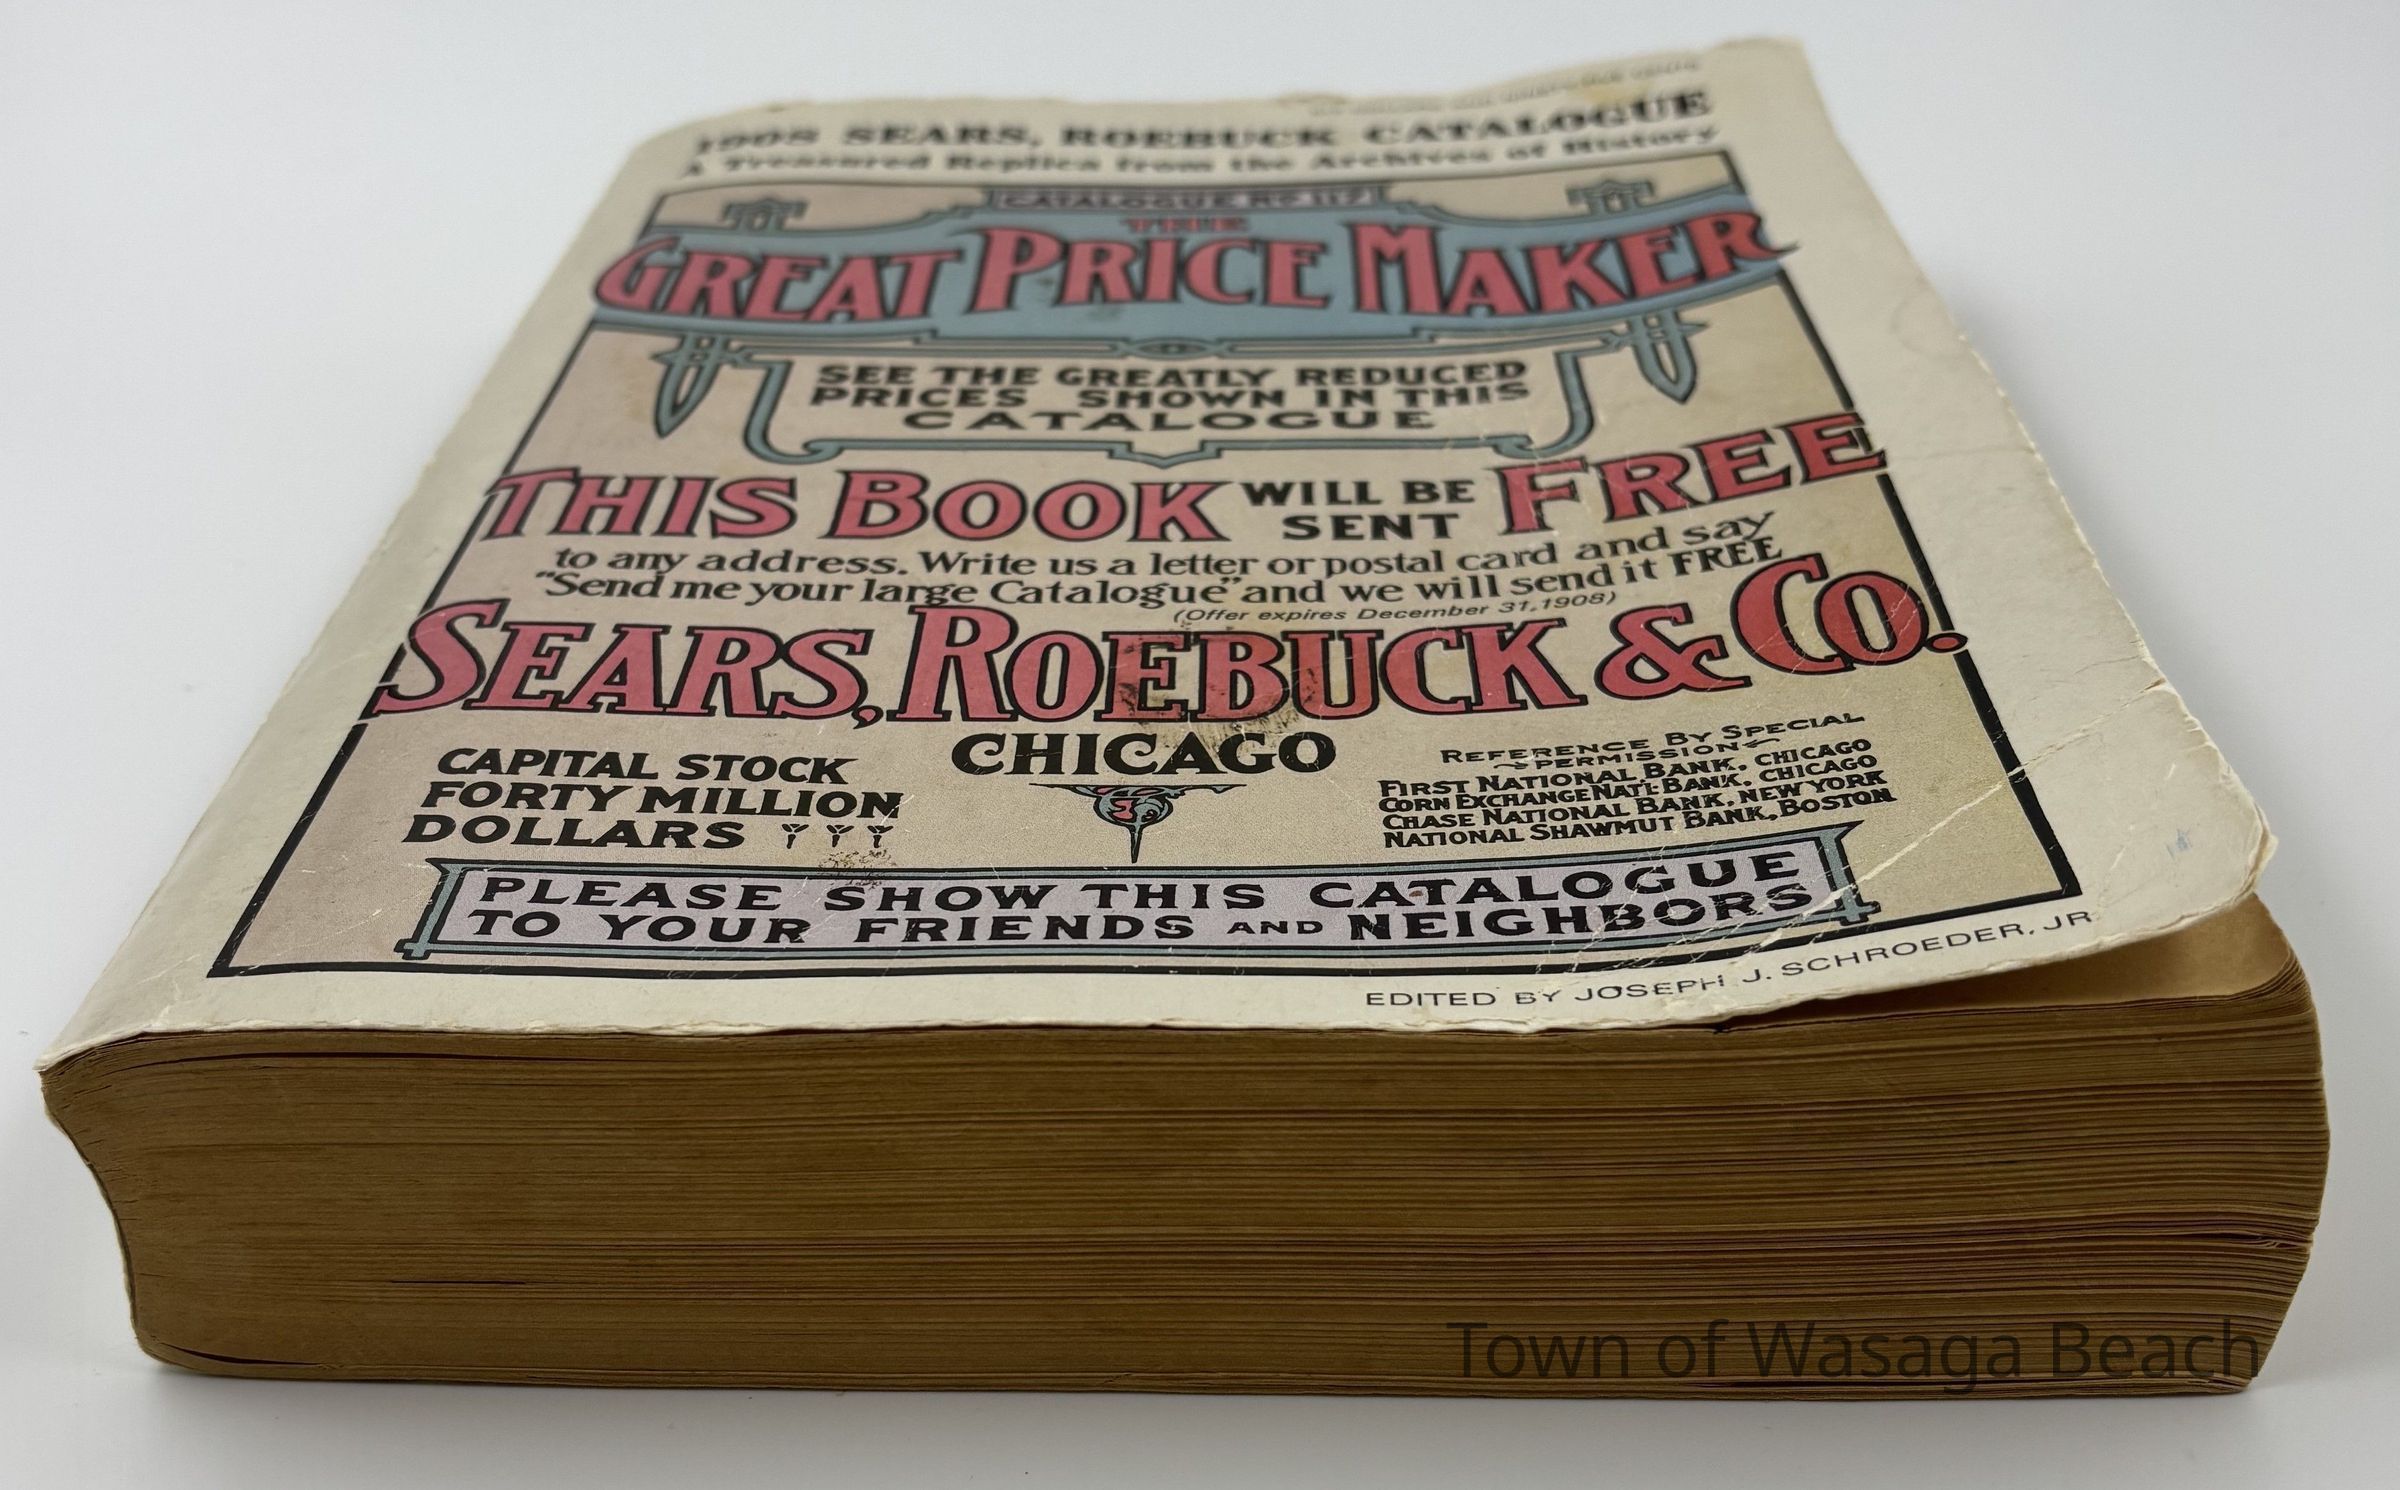 1908 SEARS, ROEBUCK CATALOGUE
A Treasured Replica from the Archives of History
CATALOGUE No 117
THE
GREAT PRICE MAKER
SEE THE GREATLY REDUCED
PRICES SHOWN IN THIS
CATALOGUE
THIS BOOK WILL BE SENT FREE
to any address. Write us a letter or postal card and say
"Send me your large Catalogue" and we will send it FREE
(Offer expires December 31, 1908)
SEARS, ROEBUCK & CO.
CHICAGO
CAPITAL STOCK
FORTY MILLION
DOLLARS
REFERENCE BY SPECIAL
PERMISSION
FIRST NATIONAL BANK, CHICAGO
CORN EXCHANGE NAT'L BANK, CHICAGO
CHASE NATIONAL BANK, NEW YORK
NATIONAL SHAWMUT BANK, BOSTON
PLEASE SHOW THIS CATALOGUE
TO YOUR FRIENDS AND NEIGHBORS
EDITED BY JOSEPH J. SCHROEDER, JR
Town of Wasaga Beach